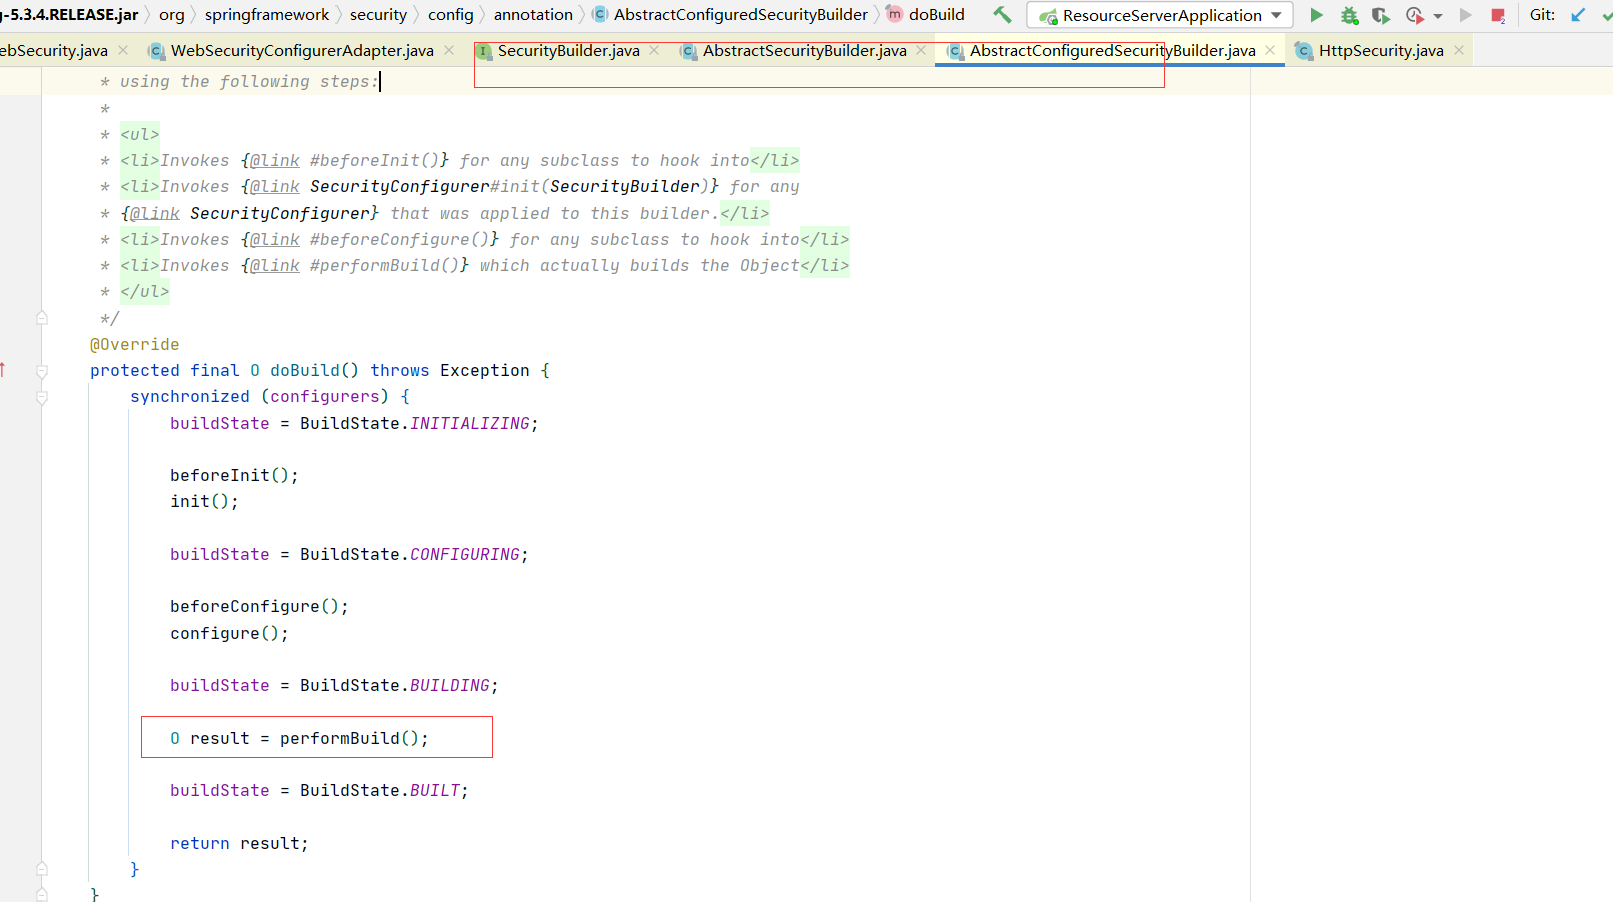 g-5.3.4.RELEASE.jar org springframework security config annotation C AbstractConfiguredSecurityBuilder m doBuild ResourceServerApplication Git:
ebSecurity.java C WebSecurityConfigurerAdapter.java I SecurityBuilder.java C AbstractSecurityBuilder.java C AbstractConfiguredSecurityBuilder.java C HttpSecurity.java
* using the following steps:
*
* <ul>
* <li>Invokes {@link #beforeInit()} for any subclass to hook into</li>
* <li>Invokes {@link SecurityConfigurer#init(SecurityBuilder)} for any
* {@link SecurityConfigurer} that was applied to this builder.</li>
* <li>Invokes {@link #beforeConfigure()} for any subclass to hook into</li>
* <li>Invokes {@link #performBuild()} which actually builds the Object</li>
* </ul>
*/
@Override
protected final O doBuild() throws Exception {
synchronized (configurers) {
buildState = BuildState.INITIALIZING;
beforeInit();
init();
buildState = BuildState.CONFIGURING;
beforeConfigure();
configure();
buildState = BuildState.BUILDING;
O result = performBuild();
buildState = BuildState.BUILT;
return result;
}
}